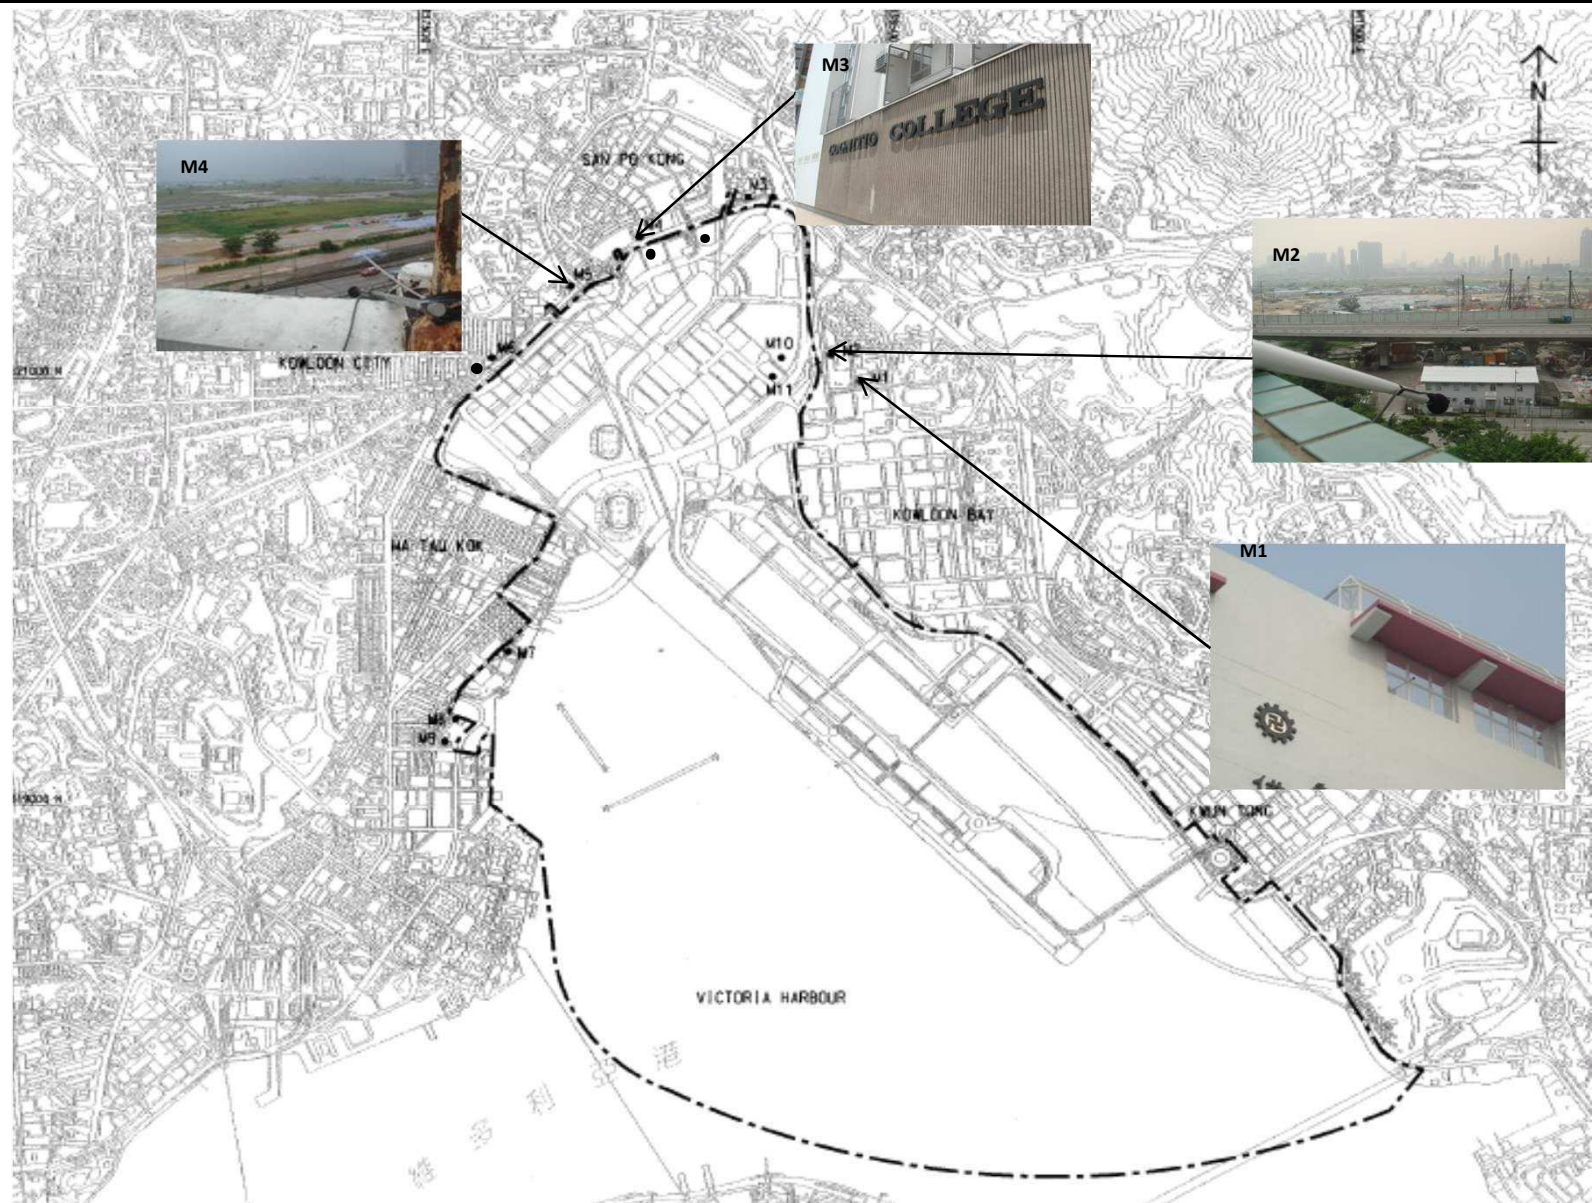 N
M3
COGNITIO COLLEGE
SAN PO KONG
M4
M3
M2
M5
M6
KOWLOON CITY
M10
M11
M1
KOWLOON BAY
MA TAU KOK
M1
M7
M8
M9
KWUN TONG
VICTORIA HARBOUR
維多利亞港